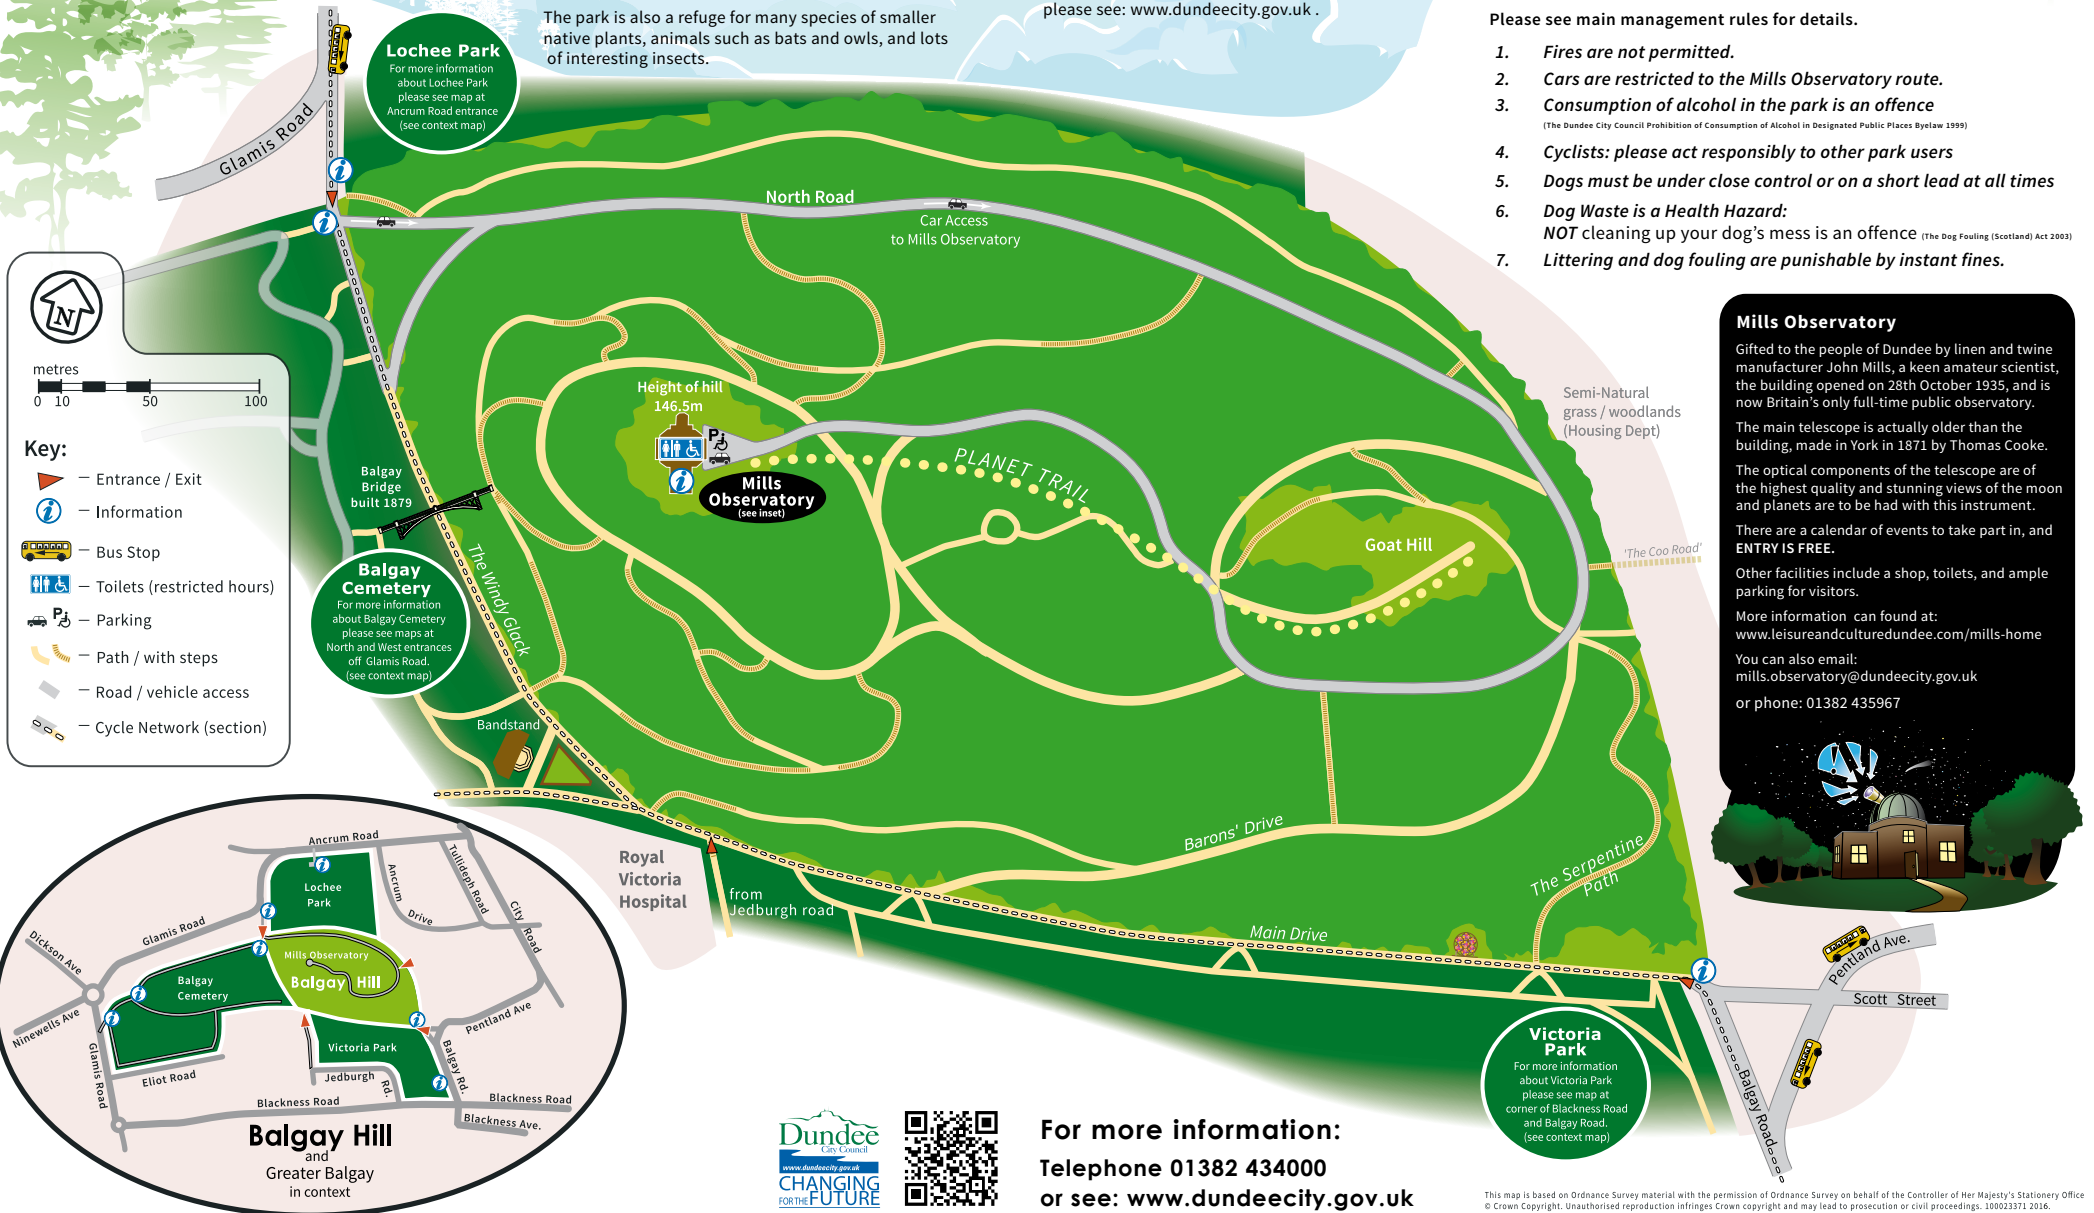 The park is also a refuge for many species of smaller
native plants, animals such as bats and owls, and lots
of interesting insects.
please see: www.dundeecity.gov.uk .
Please see main management rules for details.
1. Fires are not permitted.
2. Cars are restricted to the Mills Observatory route.
3. Consumption of alcohol in the park is an offence
(The Dundee City Council Prohibition of Consumption of Alcohol in Designated Public Places Byelaw 1999)
4. Cyclists: please act responsibly to other park users
5. Dogs must be under close control or on a short lead at all times
6. Dog Waste is a Health Hazard:
NOT cleaning up your dog's mess is an offence (The Dog Fouling (Scotland) Act 2003)
7. Littering and dog fouling are punishable by instant fines.
Lochee Park
For more information
about Lochee Park
please see map at
Ancrum Road entrance
(see context map)
Glamis Road
North Road
Car Access
to Mills Observatory
N
metres
0 10 50 100
Key:
– Entrance / Exit
– Information
– Bus Stop
– Toilets (restricted hours)
– Parking
– Path / with steps
– Road / vehicle access
– Cycle Network (section)
Height of hill
146.5m
P
Mills
Observatory
(see inset)
PLANET TRAIL
Goat Hill
Semi-Natural
grass / woodlands
(Housing Dept)
'The Coo Road'
Balgay
Bridge
built 1879
The Windy Glack
Balgay
Cemetery
For more information
about Balgay Cemetery
please see maps at
North and West entrances
off Glamis Road.
(see context map)
Bandstand
Royal
Victoria
Hospital
from
Jedburgh road
Barons' Drive
The Serpentine
Path
Main Drive
Victoria
Park
For more information
about Victoria Park
please see map at
corner of Blackness Road
and Balgay Road.
(see context map)
Pentland Ave.
Scott Street
Balgay Road
Mills Observatory
Gifted to the people of Dundee by linen and twine
manufacturer John Mills, a keen amateur scientist,
the building opened on 28th October 1935, and is
now Britain's only full-time public observatory.
The main telescope is actually older than the
building, made in York in 1871 by Thomas Cooke.
The optical components of the telescope are of
the highest quality and stunning views of the moon
and planets are to be had with this instrument.
There are a calendar of events to take part in, and
ENTRY IS FREE.
Other facilities include a shop, toilets, and ample
parking for visitors.
More information can found at:
www.leisureandculturedundee.com/mills-home
You can also email:
mills.observatory@dundeecity.gov.uk
or phone: 01382 435967
Ancrum Road
Lochee
Park
Ancrum
Drive
Tullideph Road
City
Road
Glamis Road
Dickson Ave
Mills Observatory
Balgay Hill
Balgay
Cemetery
Ninewells Ave
Pentland Ave
Victoria Park
Glamis Road
Eliot Road
Jedburgh
Rd.
Balgay Rd.
Blackness Road
Blackness Road
Blackness Ave.
Balgay Hill
and
Greater Balgay
in context
Dundee
City Council
www.dundeecity.gov.uk
CHANGING
FOR THE FUTURE
For more information:
Telephone 01382 434000
or see: www.dundeecity.gov.uk
This map is based on Ordnance Survey material with the permission of Ordnance Survey on behalf of the Controller of Her Majesty's Stationery Office
© Crown Copyright. Unauthorised reproduction infringes Crown copyright and may lead to prosecution or civil proceedings. 100023371 2016.